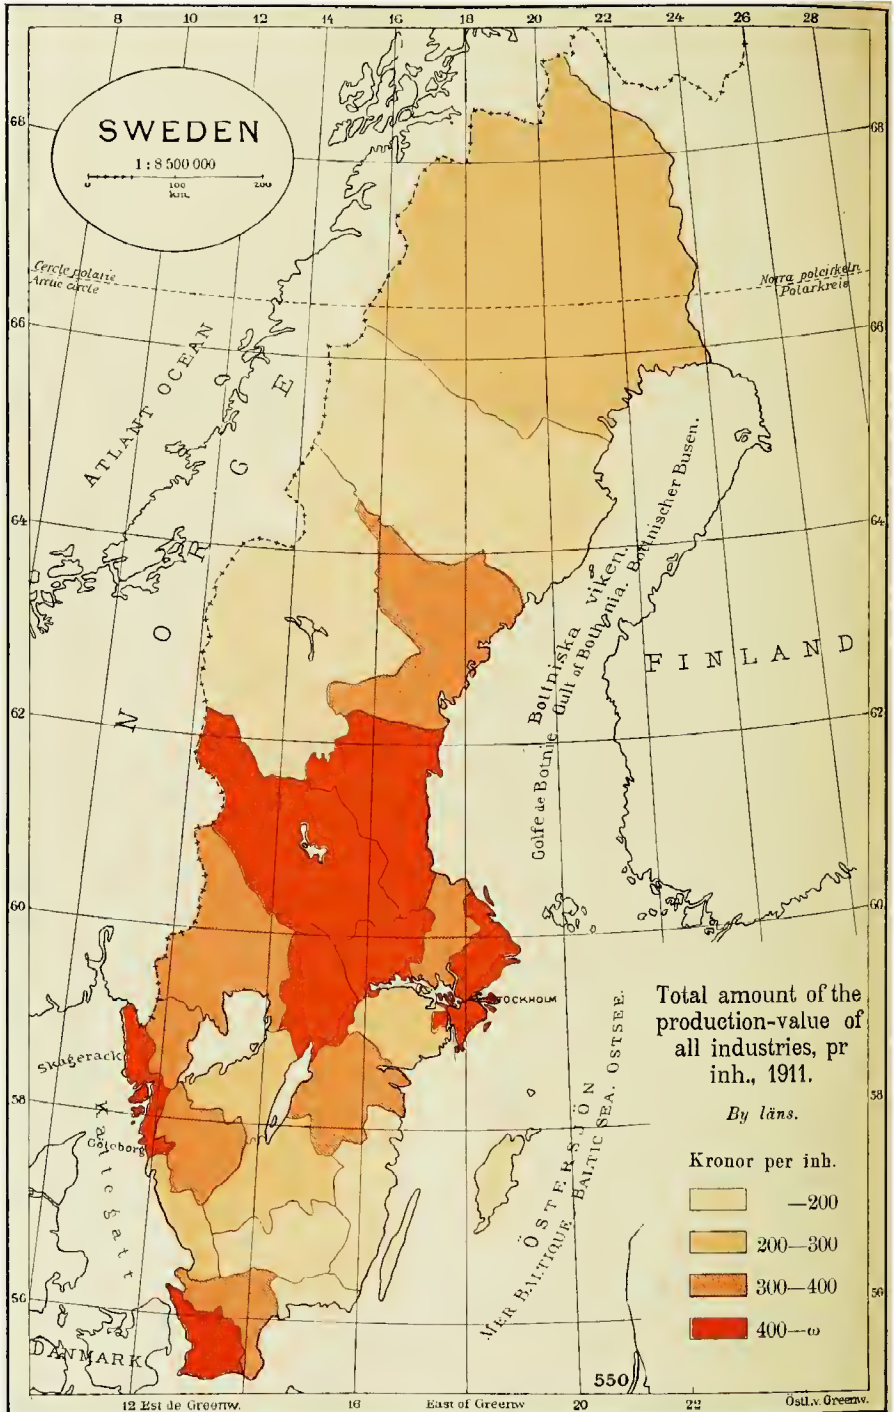 8 10 12 14 16 18 20 22 24 26 28
SWEDEN
1 : 8 500 000
0 100 200
km.
68 68
Cercle polaire
Arctic circle
Norra polcirkeln
Polarkreis
66 66
ATLANT OCEAN
NORGE
64 64
Bottniska viken.
Golfe de Botnie Gulf of Bothnia. Bottnischer Busen.
FINLAND
62 62
60 60
STOCKHOLM
Skagerack
Göteborg
Kattegatt
58
ÖSTERSJÖN
MER BALTIQUE. BALTIC SEA. OSTSEE.
Total amount of the
production-value of
all industries, pr
inh., 1911.
By läns.
Kronor per inh.
—200
200—300
300—400
400—ω
56 56
DANMARK
550
12 Est de Greenw. 16 East of Greenw 20 22 Östl.v. Greenw.